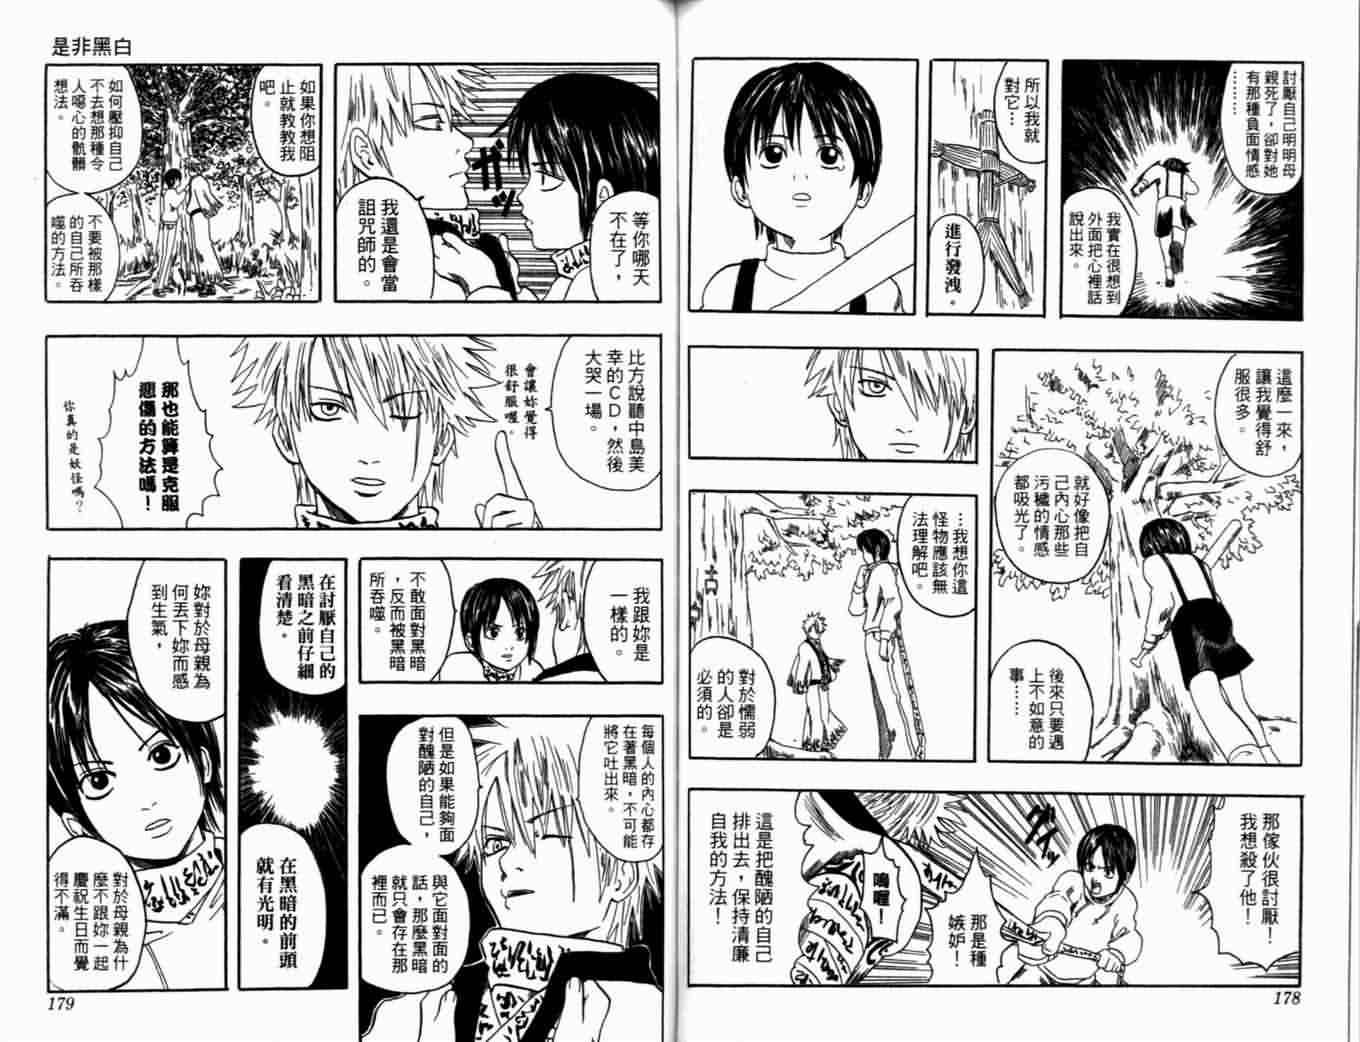 討厭自己明明母
親死了，卻對她
有那種負面情感
………
我實在很想到
外面把心裡話
說出來。
所以我就
對它…
進行發洩。
這麼一來，
讓我覺得舒
服很多。
就好像把自
己內心那些
污穢的情感
都吸光了。
後來只要遇
上不如意的
事……
…我想你這
怪物應該無
法理解吧。
對於懦弱
的人卻是
必須的。
那傢伙很討厭！
我想殺了他！
那是種
嫉妒！
嗚喔！
這是把醜陋的自己
排出去，保持清廉
自我的方法！
178
是非黑白
等你哪天
不在了，
ガッ
我還是會當
詛咒師的。
如果你想阻
止就教教我
吧。
如何壓抑自己
不去想那種令
人噁心的骯髒
想法。
不要被那樣
的自己所吞
噬的方法。
比方說聽中島美
幸的CD，然後
大哭一場。
會讓妳覺得
很舒服喔。
那也能算是克服
悲傷的方法嗎！
你真的是妖怪嗎？
我跟妳是
一樣的。
不敢面對黑暗
，反而被黑暗
所吞噬。
每個人的內心都存
在著黑暗，不可能
將它吐出來。
但是如果能夠面
對醜陋的自己，
與它面對面的
話，那麼黑暗
就只會存在那
裡而已。
在討厭自己的
黑暗之前仔細
看清楚。
在黑暗的前頭
就有光明。
妳對於母親為
何丟下妳而感
到生氣，
對於母親為什
麼不跟妳一起
慶祝生日而覺
得不滿。
179